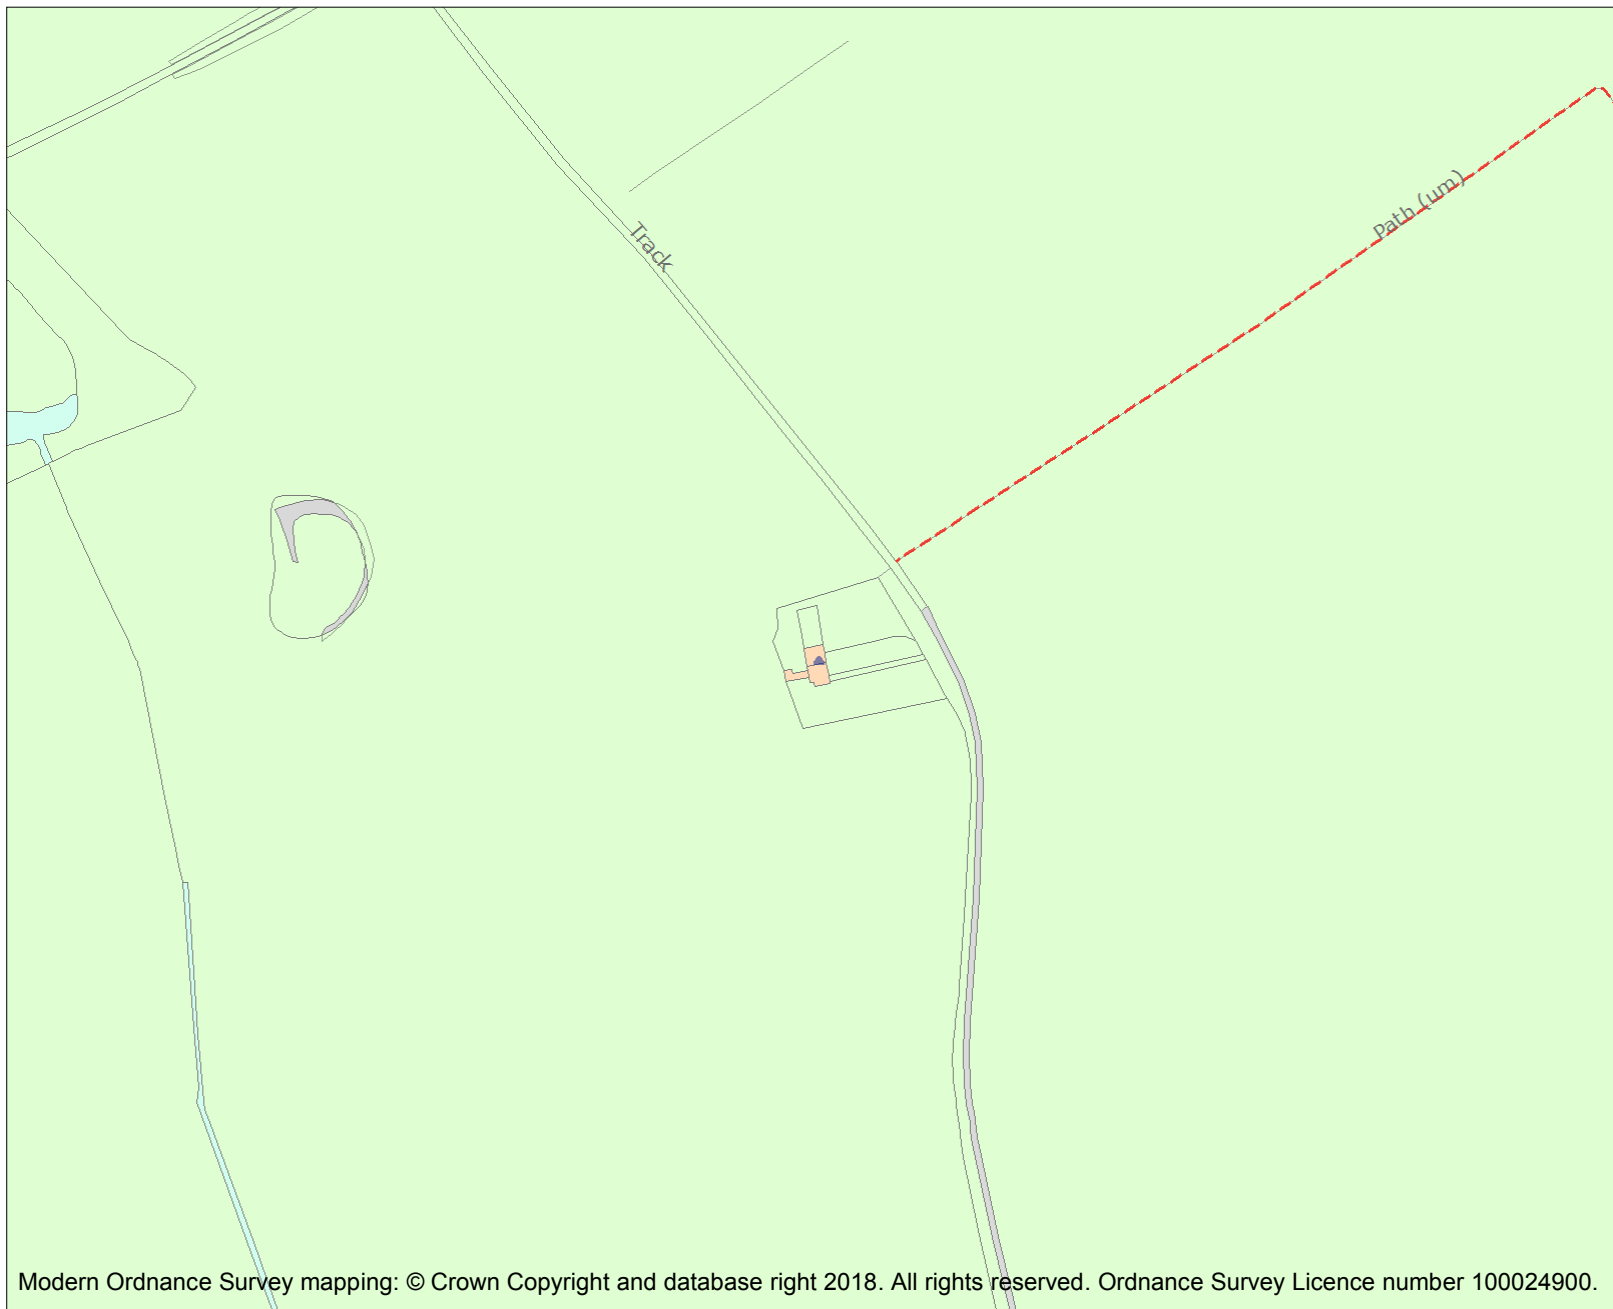 Path (um)
Track
Modern Ordnance Survey mapping: © Crown Copyright and database right 2018. All rights reserved. Ordnance Survey Licence number 100024900.